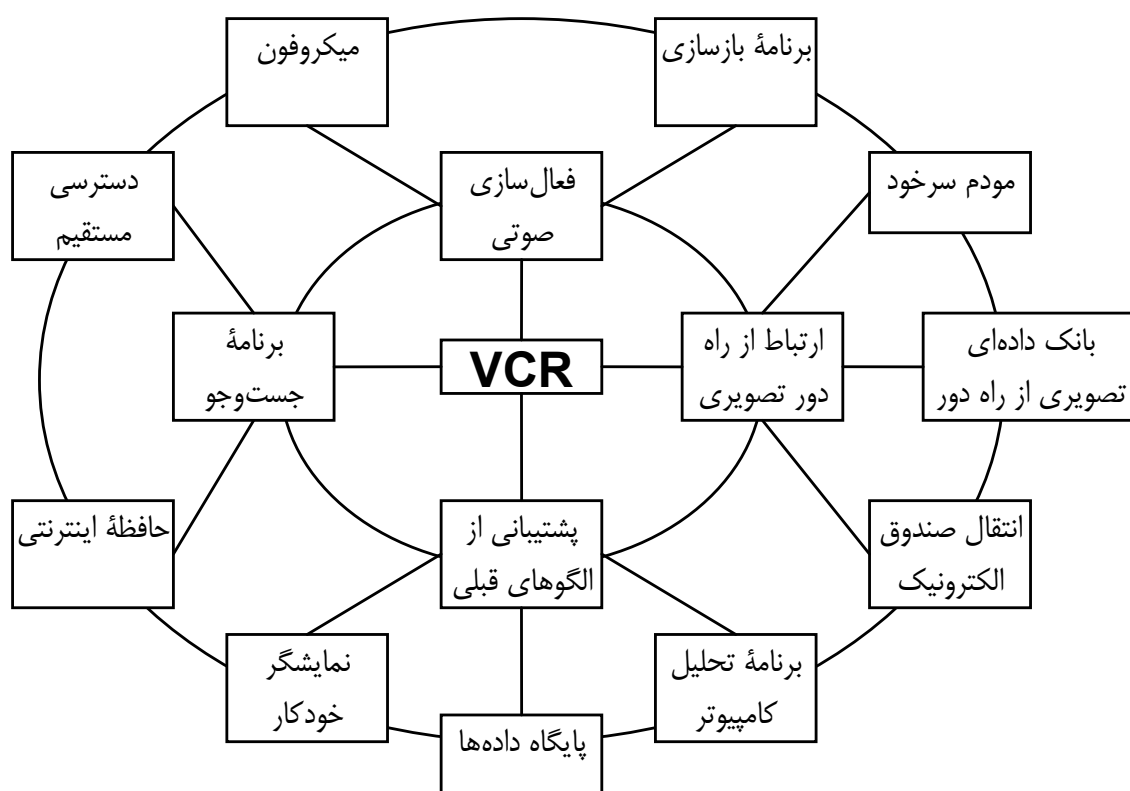 میکروفون
برنامهٔ بازسازی
دسترسی
مستقیم
فعال‌سازی
صوتی
مودم سرخود
برنامهٔ
جست‌وجو
VCR
ارتباط از راه
دور تصویری
بانک داده‌ای
تصویری از راه دور
حافظهٔ اینترنتی
پشتیبانی از
الگوهای قبلی
انتقال صندوق
الکترونیک
نمایشگر
خودکار
پایگاه داده‌ها
برنامهٔ تحلیل
کامپیوتر